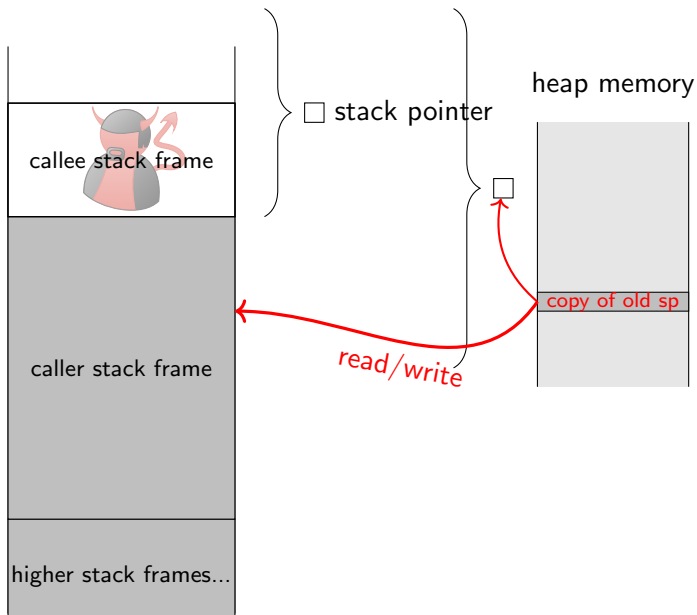 heap memory
stack pointer
callee stack frame
copy of old sp
read/write
caller stack frame
higher stack frames...